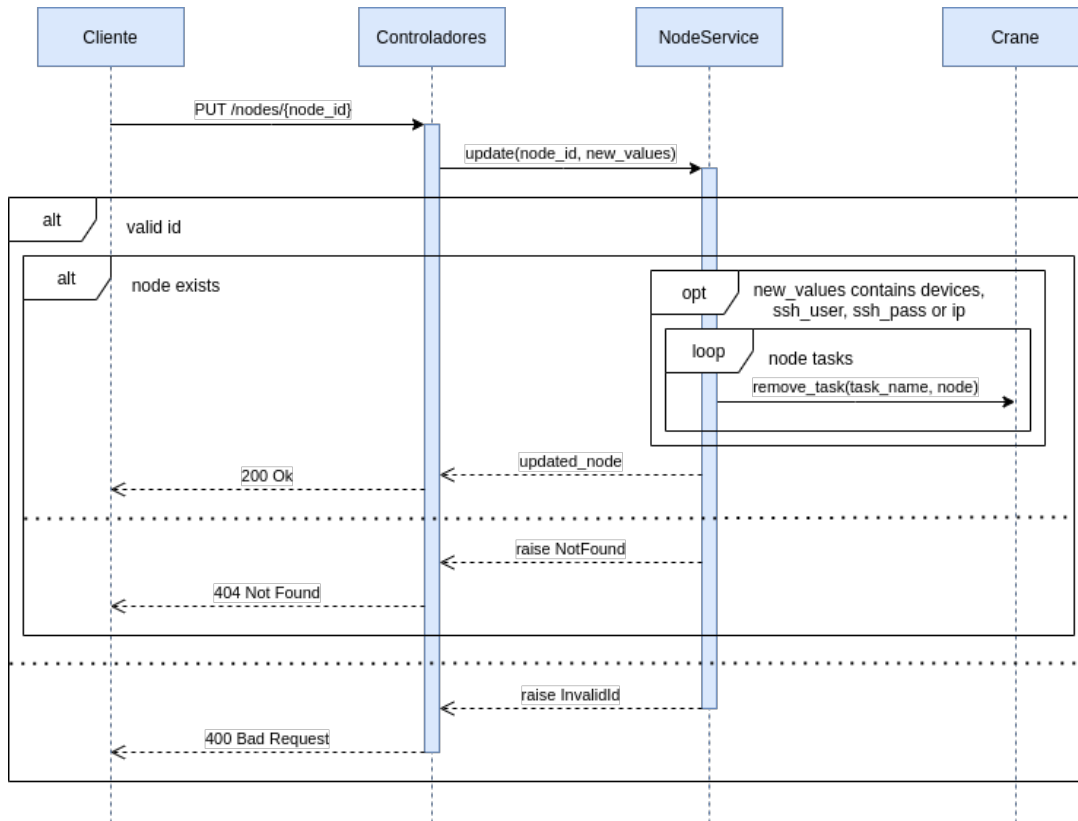 Cliente
Controladores
NodeService
Crane
PUT /nodes/{node_id}
update(node_id, new_values)
alt
valid id
alt
node exists
opt
new_values contains devices,
ssh_user, ssh_pass or ip
loop
node tasks
remove_task(task_name, node)
updated_node
200 Ok
raise NotFound
404 Not Found
raise InvalidId
400 Bad Request